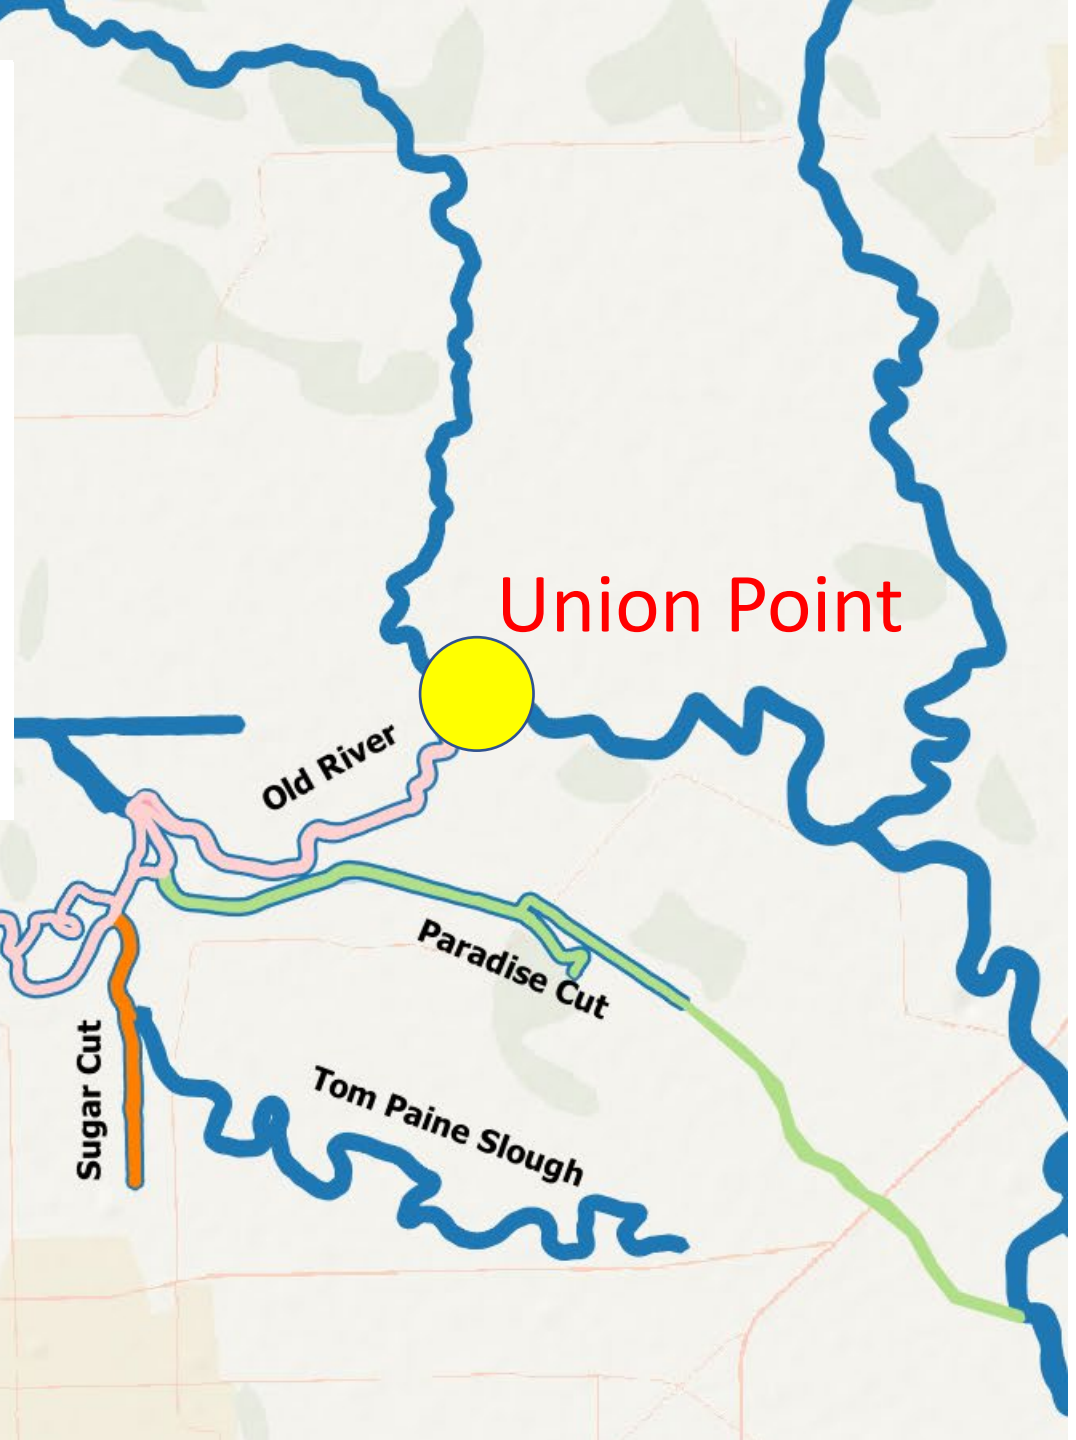 Union Point
Old River
Paradise Cut
Sugar Cut
Tom Paine Slough